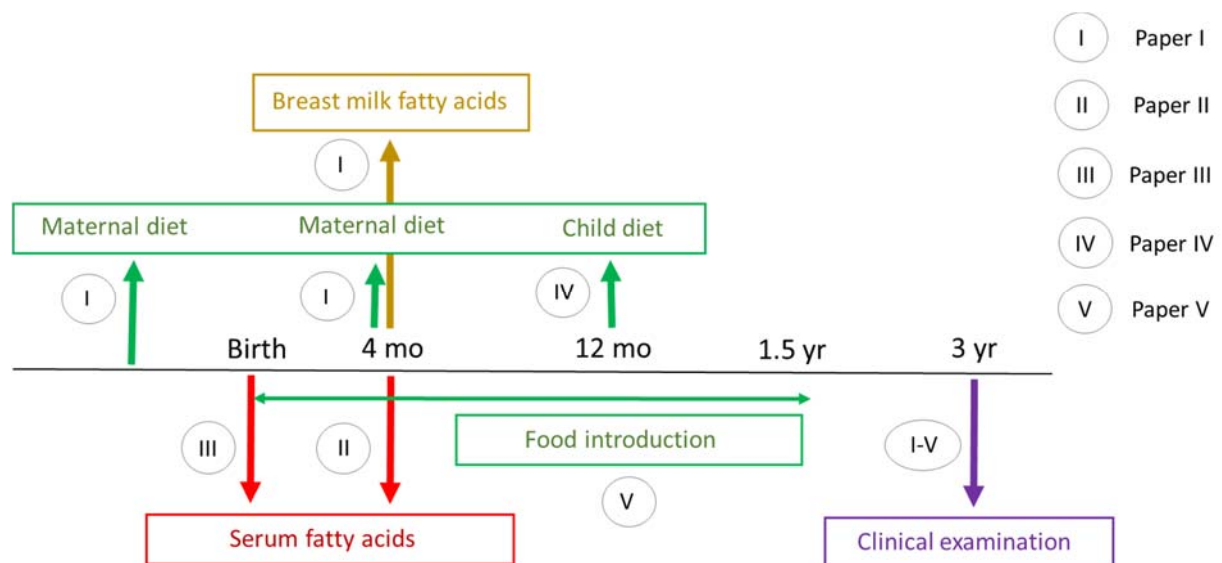 I Paper I
Breast milk fatty acids
II Paper II
I
III Paper III
Maternal diet Maternal diet Child diet
IV Paper IV
I I IV
V Paper V
Birth 4 mo 12 mo 1.5 yr 3 yr
III II Food introduction I-V
V
Serum fatty acids Clinical examination